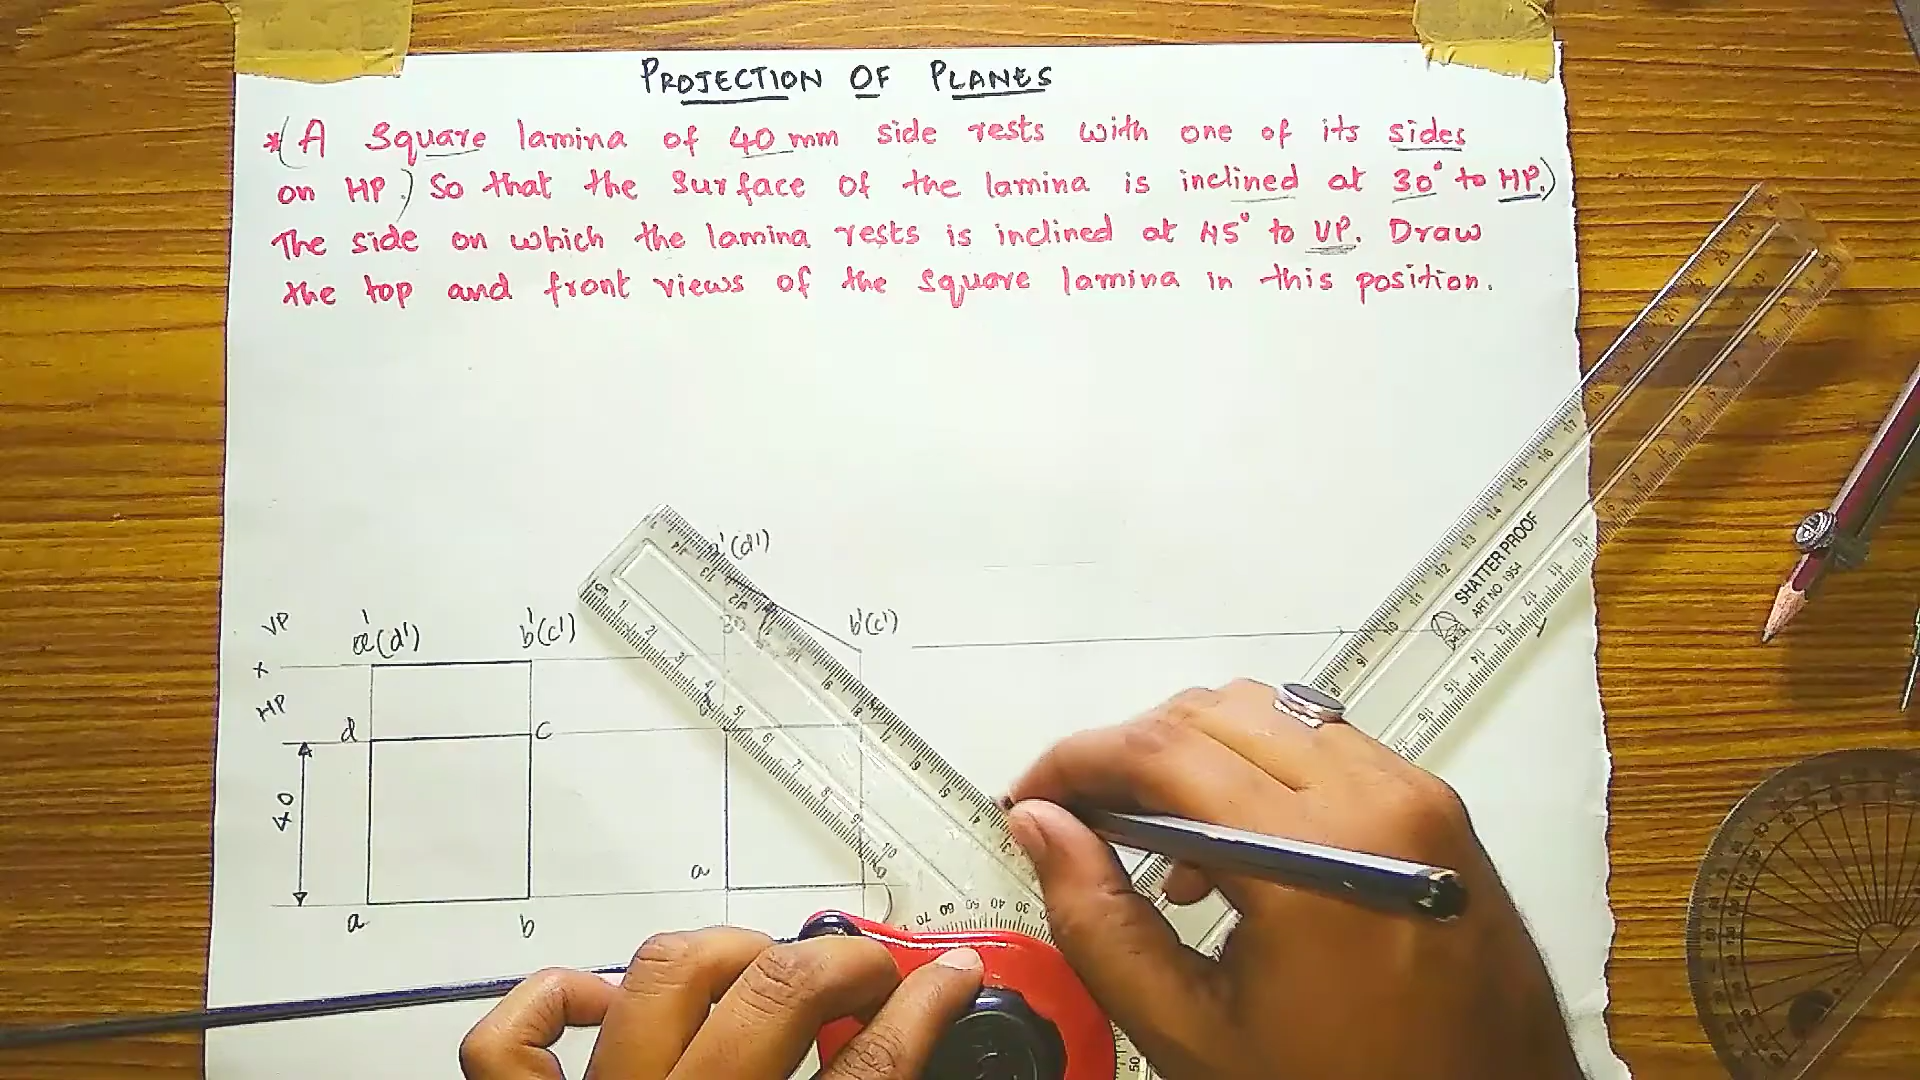 PROJECTION OF PLANES
*(A Square lamina of 40 mm side rests with one of its sides
on HP.) So that the surface of the lamina is inclined at 30° to HP.)
The side on which the lamina rests is inclined at 45° to VP. Draw
the top and front views of the square lamina in this position.
SHATTER PROOF
ART NO 1954
a'(d')
VP
a'(d') b'(c') b'(c')
X
HP
d c
40
a
a b